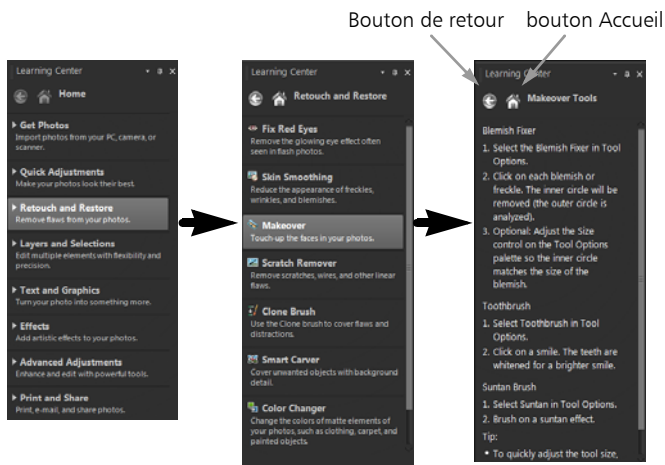 Bouton de retour bouton Accueil
Learning Center
Home
Get Photos
Import photos from your PC, camera, or
scanner.
Quick Adjustments
Make your photos look their best.
Retouch and Restore
Remove flaws from your photos.
Layers and Selections
Edit multiple elements with flexibility and
precision.
Text and Graphics
Turn your photo into something more.
Effects
Add artistic effects to your photos.
Advanced Adjustments
Enhance and edit with powerful tools.
Print and Share
Print, e-mail, and share photos.
Learning Center
Retouch and Restore
Fix Red Eyes
Remove the glowing eye effect often
seen in flash photos.
Skin Smoothing
Reduce the appearance of freckles,
wrinkles, and blemishes.
Makeover
Touch-up the faces in your photos.
Scratch Remover
Remove scratches, wires, and other linear
flaws.
Clone Brush
Use the Clone brush to cover flaws and
distractions.
Smart Carver
Cover unwanted objects with background
detail.
Color Changer
Change the colors of matte elements of
your photos, such as clothing, carpet, and
painted objects.
Learning Center
Makeover Tools
Blemish Fixer
1. Select the Blemish Fixer in Tool
Options.
2. Click on each blemish or
freckle. The inner circle will be
removed (the outer circle is
analyzed).
3. Optional: Adjust the Size
control on the Tool Options
palette so the inner circle
matches the size of the
blemish.
Toothbrush
1. Select Toothbrush in Tool
Options.
2. Click on a smile. The teeth are
whitened for a brighter smile.
Suntan Brush
1. Select Suntan in Tool Options.
2. Brush on a suntan effect.
Tip:
• To quickly adjust the tool size,